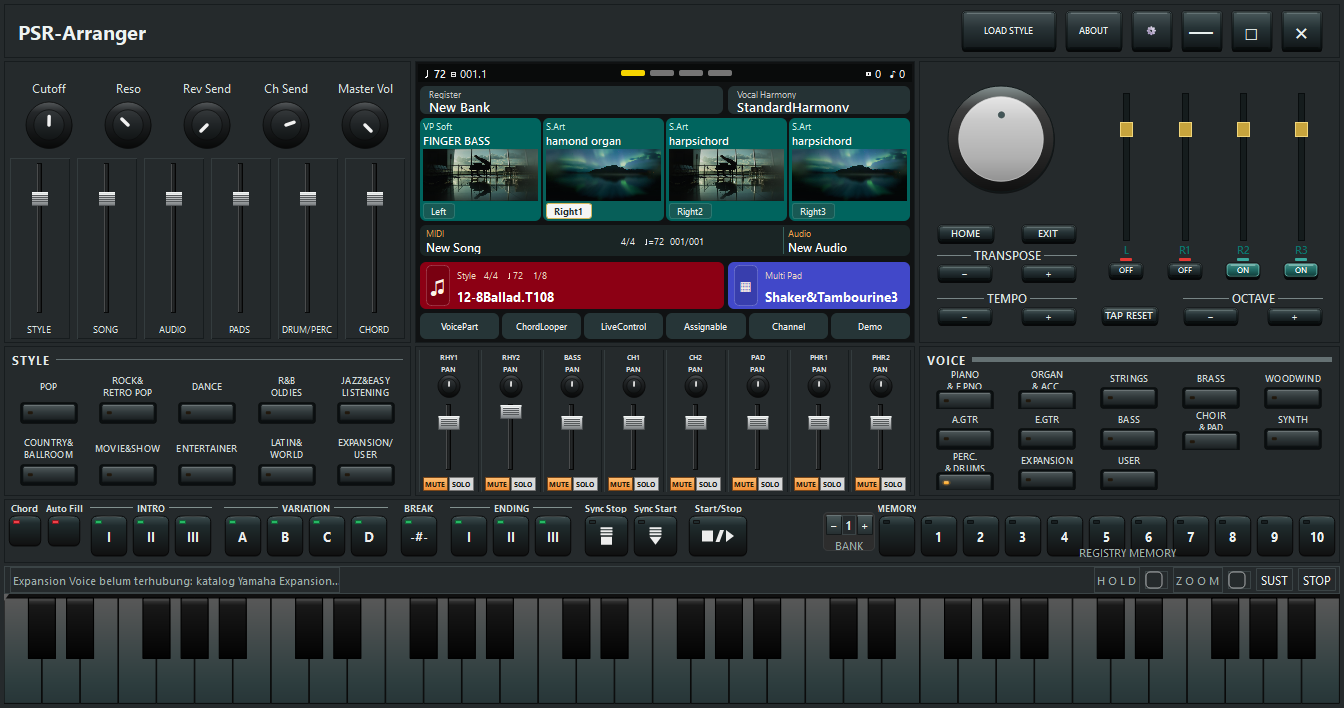 PSR-Arranger
LOAD STYLE
ABOUT
Cutoff Reso Rev Send Ch Send Master Vol
STYLE SONG AUDIO PADS DRUM/PERC CHORD
72 001.1
0 0
Register
New Bank
Vocal Harmony
StandardHarmony
VP Soft
FINGER BASS
Left
S.Art
hamond organ
Right1
S.Art
harpsichord
Right2
S.Art
harpsichord
Right3
MIDI
New Song
4/4 ♩=72 001/001
Audio
New Audio
Style 4/4 ♩72 1/8
12-8Ballad.T108
Multi Pad
Shaker&Tambourine3
VoicePart ChordLooper LiveControl Assignable Channel Demo
HOME EXIT
TRANSPOSE
- +
TEMPO
- +
L R1 R2 R3
OFF OFF ON ON
TAP RESET
OCTAVE
- +
STYLE
POP
ROCK&
RETRO POP
DANCE
R&B
OLDIES
JAZZ&EASY
LISTENING
COUNTRY&
BALLROOM
MOVIE&SHOW
ENTERTAINER
LATIN&
WORLD
EXPANSION/
USER
RHY1 RHY2 BASS CH1 CH2 PAD PHR1 PHR2
PAN PAN PAN PAN PAN PAN PAN PAN
MUTE SOLO MUTE SOLO MUTE SOLO MUTE SOLO MUTE SOLO MUTE SOLO MUTE SOLO MUTE SOLO
VOICE
PIANO
& E.PNO
ORGAN
& ACC
STRINGS
BRASS
WOODWIND
A.GTR
E.GTR
BASS
CHOIR
& PAD
SYNTH
PERC.
& DRUMS
EXPANSION
USER
Chord Auto Fill
INTRO
I II III
VARIATION
A B C D
BREAK
-#-
ENDING
I II III
Sync Stop Sync Start Start/Stop
- 1 +
BANK
MEMORY
1 2 3 4 5 6 7 8 9 10
REGISTRY MEMORY
Expansion Voice belum terhubung: katalog Yamaha Expansion..
HOLD ZOOM SUST STOP